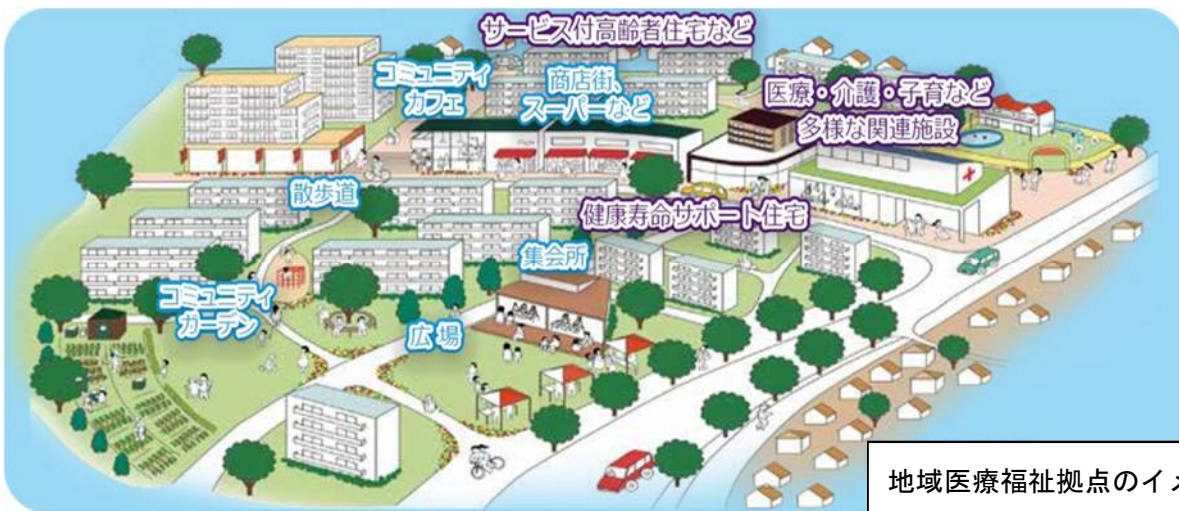 サービス付高齢者住宅など
コミュニティ
カフェ
商店街、
スーパーなど
医療・介護・子育など
多様な関連施設
散歩道
健康寿命サポート住宅
集会所
コミュニティ
ガーデン
広場
地域医療福祉拠点のイメ